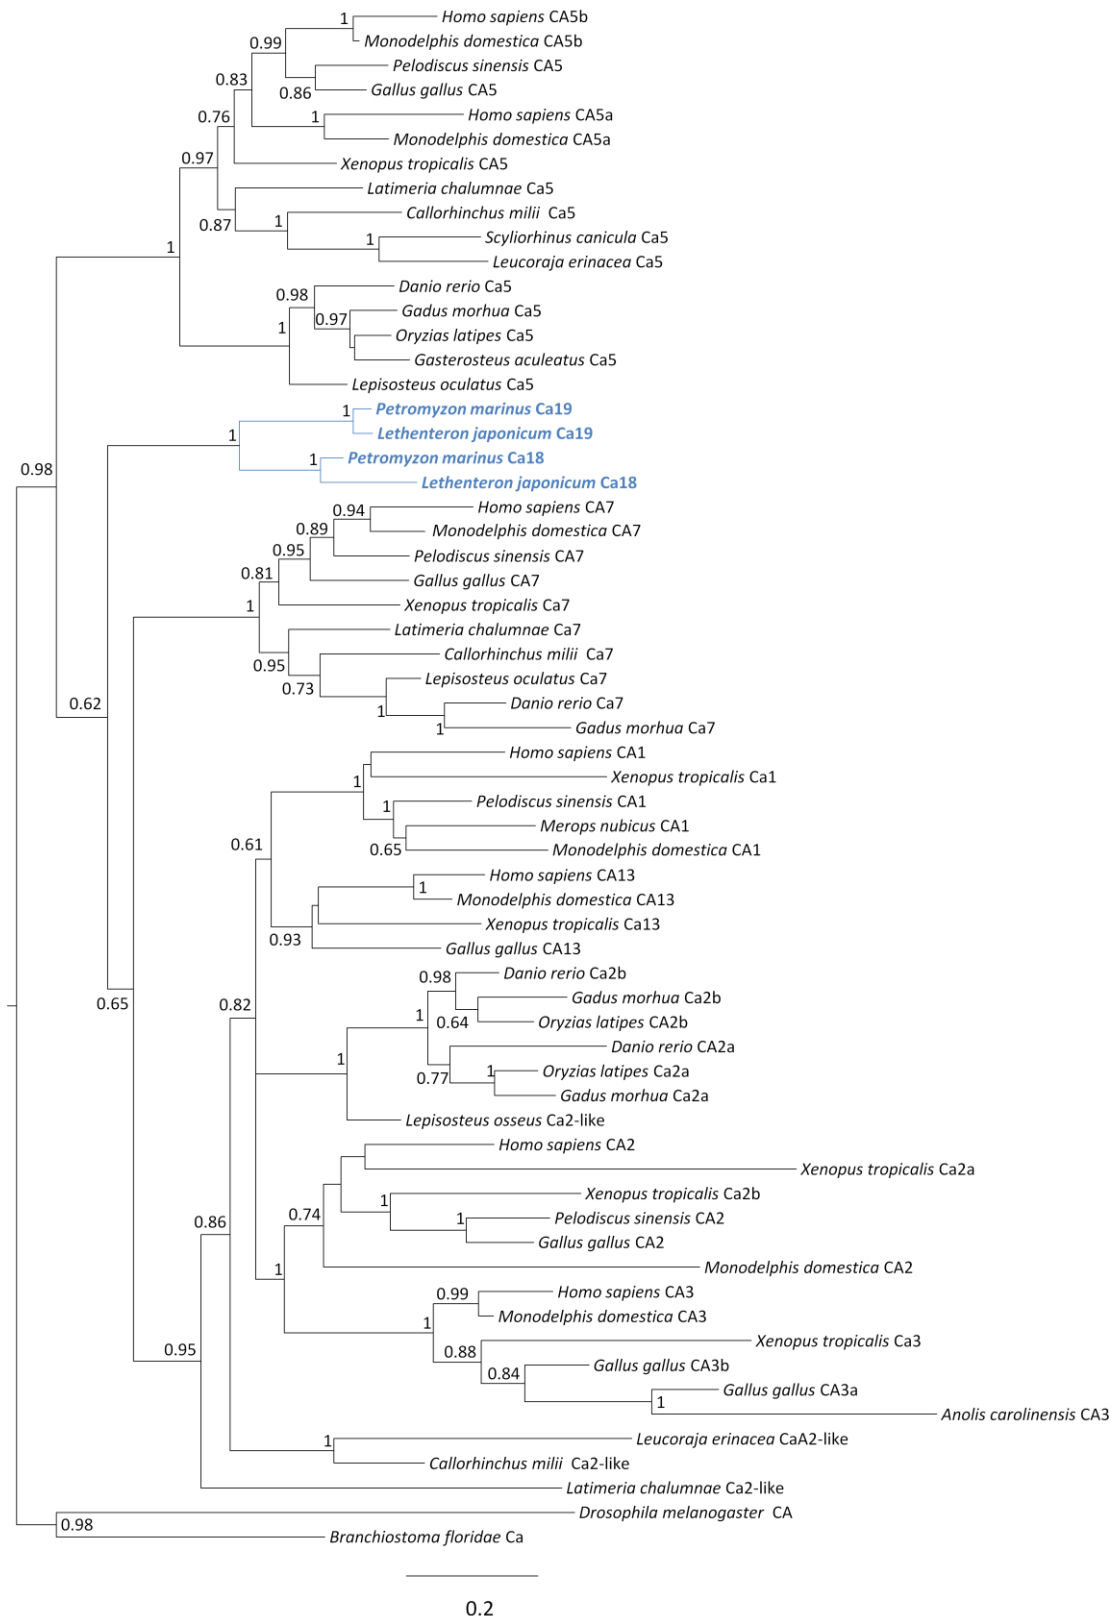 1
Homo sapiens CA5b
0.99
Monodelphis domestica CA5b
Pelodiscus sinensis CA5
0.83
0.86
Gallus gallus CA5
0.76
1
Homo sapiens CA5a
Monodelphis domestica CA5a
0.97
Xenopus tropicalis CA5
Latimeria chalumnae Ca5
0.87
1
Callorhinchus milii Ca5
1
1
Scyliorhinus canicula Ca5
Leucoraja erinacea Ca5
0.98
Danio rerio Ca5
0.97
Gadus morhua Ca5
1
Oryzias latipes Ca5
Gasterosteus aculeatus Ca5
Lepisosteus oculatus Ca5
1
Petromyzon marinus Ca19
1
Lethenteron japonicum Ca19
0.98
1
Petromyzon marinus Ca18
Lethenteron japonicum Ca18
0.94
Homo sapiens CA7
0.89
Monodelphis domestica CA7
0.95
Pelodiscus sinensis CA7
0.81
Gallus gallus CA7
1
Xenopus tropicalis Ca7
Latimeria chalumnae Ca7
0.95
Callorhinchus milii Ca7
0.73
Lepisosteus oculatus Ca7
0.62
1
Danio rerio Ca7
1
Gadus morhua Ca7
Homo sapiens CA1
1
Xenopus tropicalis Ca1
1
Pelodiscus sinensis CA1
Merops nubicus CA1
0.61
0.65
Monodelphis domestica CA1
Homo sapiens CA13
1
Monodelphis domestica CA13
Xenopus tropicalis Ca13
0.93
Gallus gallus CA13
0.98
Danio rerio Ca2b
0.65
0.82
Gadus morhua Ca2b
1
0.64
Oryzias latipes CA2b
Danio rerio CA2a
1
0.77
1
Oryzias latipes Ca2a
Gadus morhua Ca2a
Lepisosteus osseus Ca2-like
Homo sapiens CA2
Xenopus tropicalis Ca2a
1
Xenopus tropicalis Ca2b
0.86
0.74
1
Pelodiscus sinensis CA2
Gallus gallus CA2
1
Monodelphis domestica CA2
0.99
Homo sapiens CA3
1
Monodelphis domestica CA3
0.95
0.88
Xenopus tropicalis Ca3
0.84
Gallus gallus CA3b
Gallus gallus CA3a
1
Anolis carolinensis CA3
1
Leucoraja erinacea CaA2-like
Callorhinchus milii Ca2-like
Latimeria chalumnae Ca2-like
Drosophila melanogaster CA
0.98
Branchiostoma floridae Ca
0.2